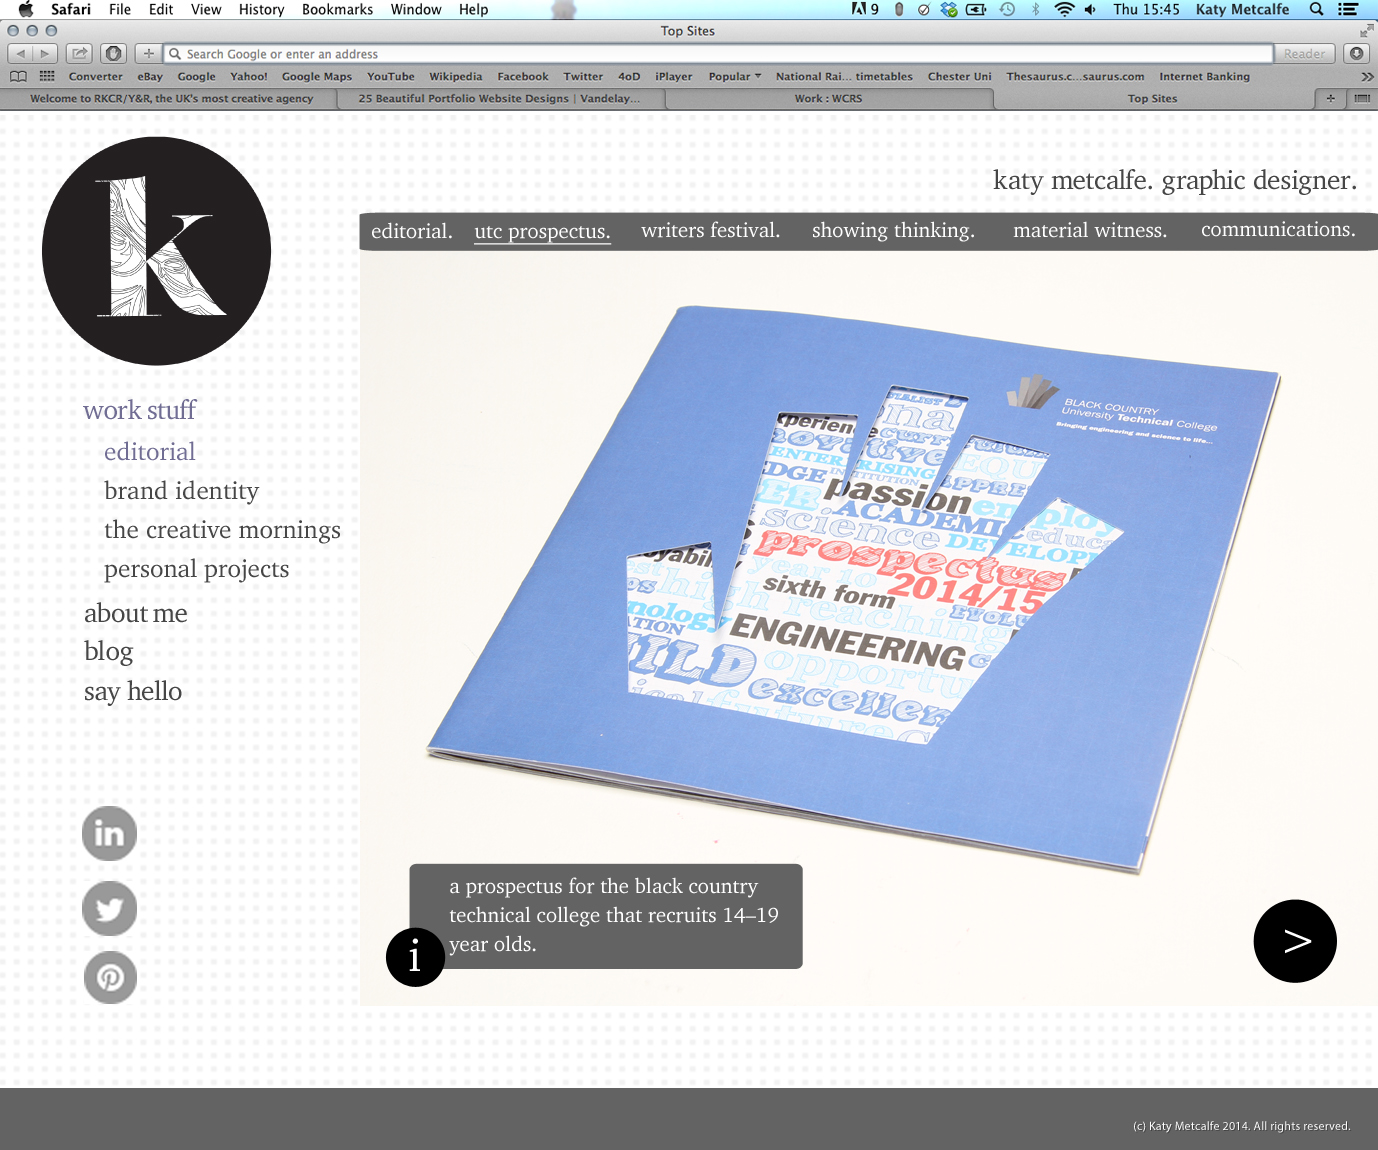 Safari File Edit View History Bookmarks Window Help 9 Thu 15:45 Katy Metcalfe
Top Sites
Search Google or enter an address Reader
Converter eBay Google Yahoo! Google Maps YouTube Wikipedia Facebook Twitter 4oD iPlayer Popular National Rai... timetables Chester Uni Thesaurus.c...saurus.com Internet Banking
Welcome to RKCR/Y&R, the UK's most creative agency 25 Beautiful Portfolio Website Designs | Vandelay... Work : WCRS Top Sites
k
katy metcalfe. graphic designer.
editorial. utc prospectus. writers festival. showing thinking. material witness. communications.
work stuff
editorial
brand identity
the creative mornings
personal projects
about me
blog
say hello
in
BLACK COUNTRY
University Technical College
Bringing engineering and science to life...
passion
ACADEMIC
science
prospectus
year 10
2014/15
sixth form
high reaching
ENGINEERING
a prospectus for the black country
technical college that recruits 14–19
year olds.
i
>
(c) Katy Metcalfe 2014. All rights reserved.